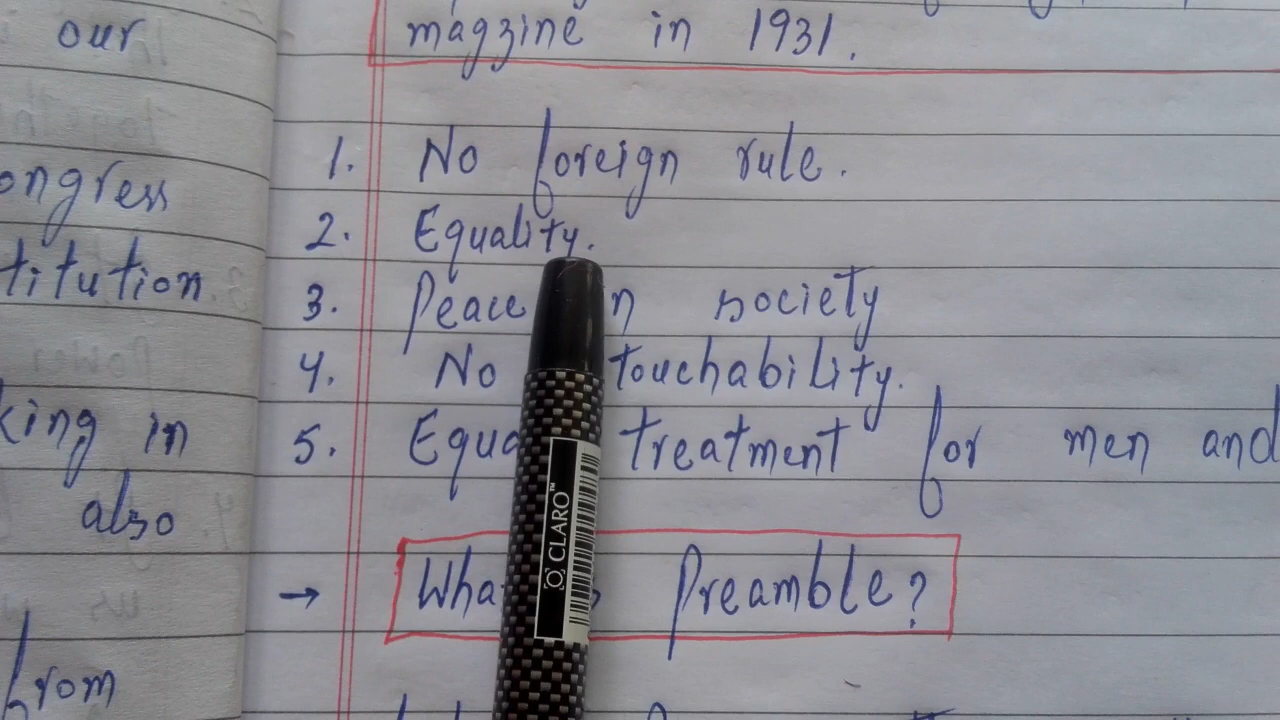 our
ongress
titution
king in
also
from
magzine in 1931.
1. No foreign rule.
2. Equality.
3. Peace n society
4. No touchability.
5. Equa treatment for men and
→ Wha Preamble?
CLARO™